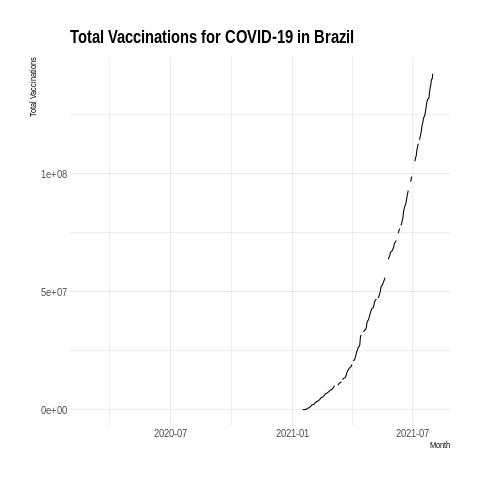 Total Vaccinations for COVID-19 in Brazil
Total Vaccinations
1e+08
5e+07
0e+00
2020-07
2021-01
2021-07
Month